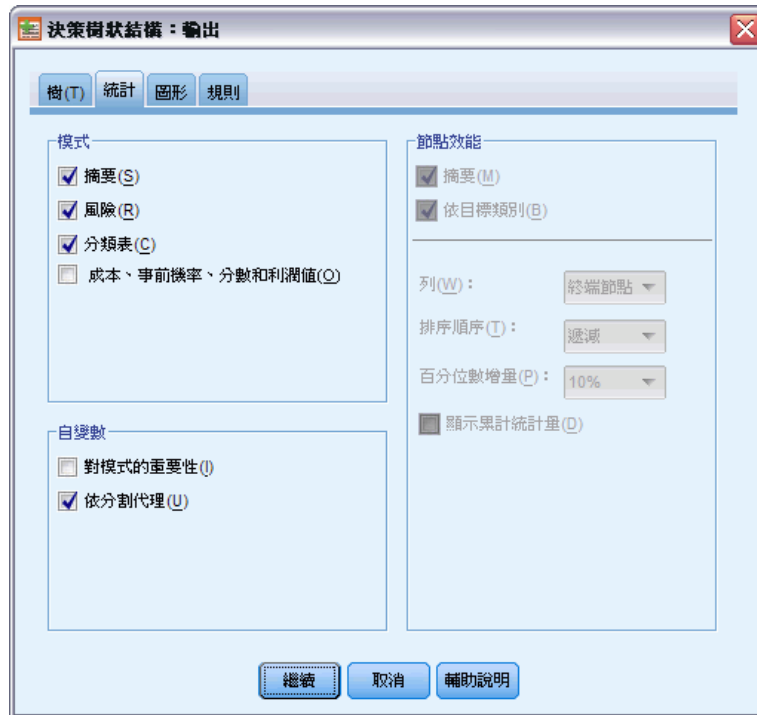 決策樹狀結構：輸出
樹(T)
統計
圖形
規則
模式
摘要(S)
風險(R)
分類表(C)
成本、事前機率、分數和利潤值(O)
自變數
對模式的重要性(I)
依分割代理(U)
節點效能
摘要(M)
依目標類別(B)
列(W)：
終端節點
排序順序(T)：
遞減
百分位數增量(P)：
10%
顯示累計統計量(D)
繼續
取消
輔助說明